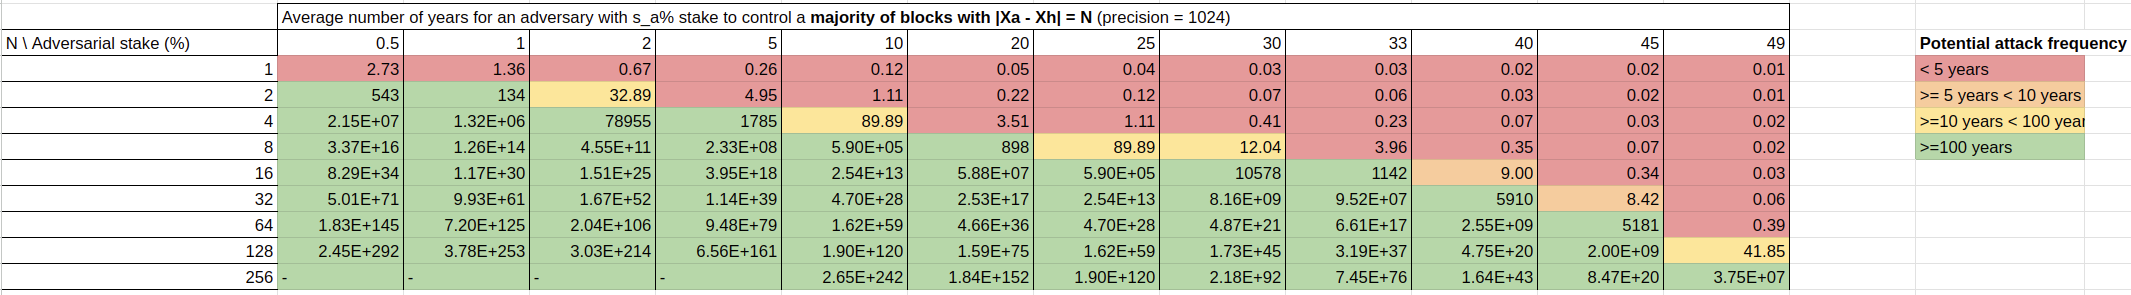 Average number of years for an adversary with s_a% stake to control a majority of blocks with |Xa - Xh| = N (precision = 1024)
N \ Adversarial stake (%) 0.5 1 2 5 10 20 25 30 33 40 45 49 Potential attack frequency
1 2.73 1.36 0.67 0.26 0.12 0.05 0.04 0.03 0.03 0.02 0.02 0.01 < 5 years
2 543 134 32.89 4.95 1.11 0.22 0.12 0.07 0.06 0.03 0.02 0.01 >= 5 years < 10 years
4 2.15E+07 1.32E+06 78955 1785 89.89 3.51 1.11 0.41 0.23 0.07 0.03 0.02 >=10 years < 100 year
8 3.37E+16 1.26E+14 4.55E+11 2.33E+08 5.90E+05 898 89.89 12.04 3.96 0.35 0.07 0.02 >=100 years
16 8.29E+34 1.17E+30 1.51E+25 3.95E+18 2.54E+13 5.88E+07 5.90E+05 10578 1142 9.00 0.34 0.03
32 5.01E+71 9.93E+61 1.67E+52 1.14E+39 4.70E+28 2.53E+17 2.54E+13 8.16E+09 9.52E+07 5910 8.42 0.06
64 1.83E+145 7.20E+125 2.04E+106 9.48E+79 1.62E+59 4.66E+36 4.70E+28 4.87E+21 6.61E+17 2.55E+09 5181 0.39
128 2.45E+292 3.78E+253 3.03E+214 6.56E+161 1.90E+120 1.59E+75 1.62E+59 1.73E+45 3.19E+37 4.75E+20 2.00E+09 41.85
256 - - - - 2.65E+242 1.84E+152 1.90E+120 2.18E+92 7.45E+76 1.64E+43 8.47E+20 3.75E+07